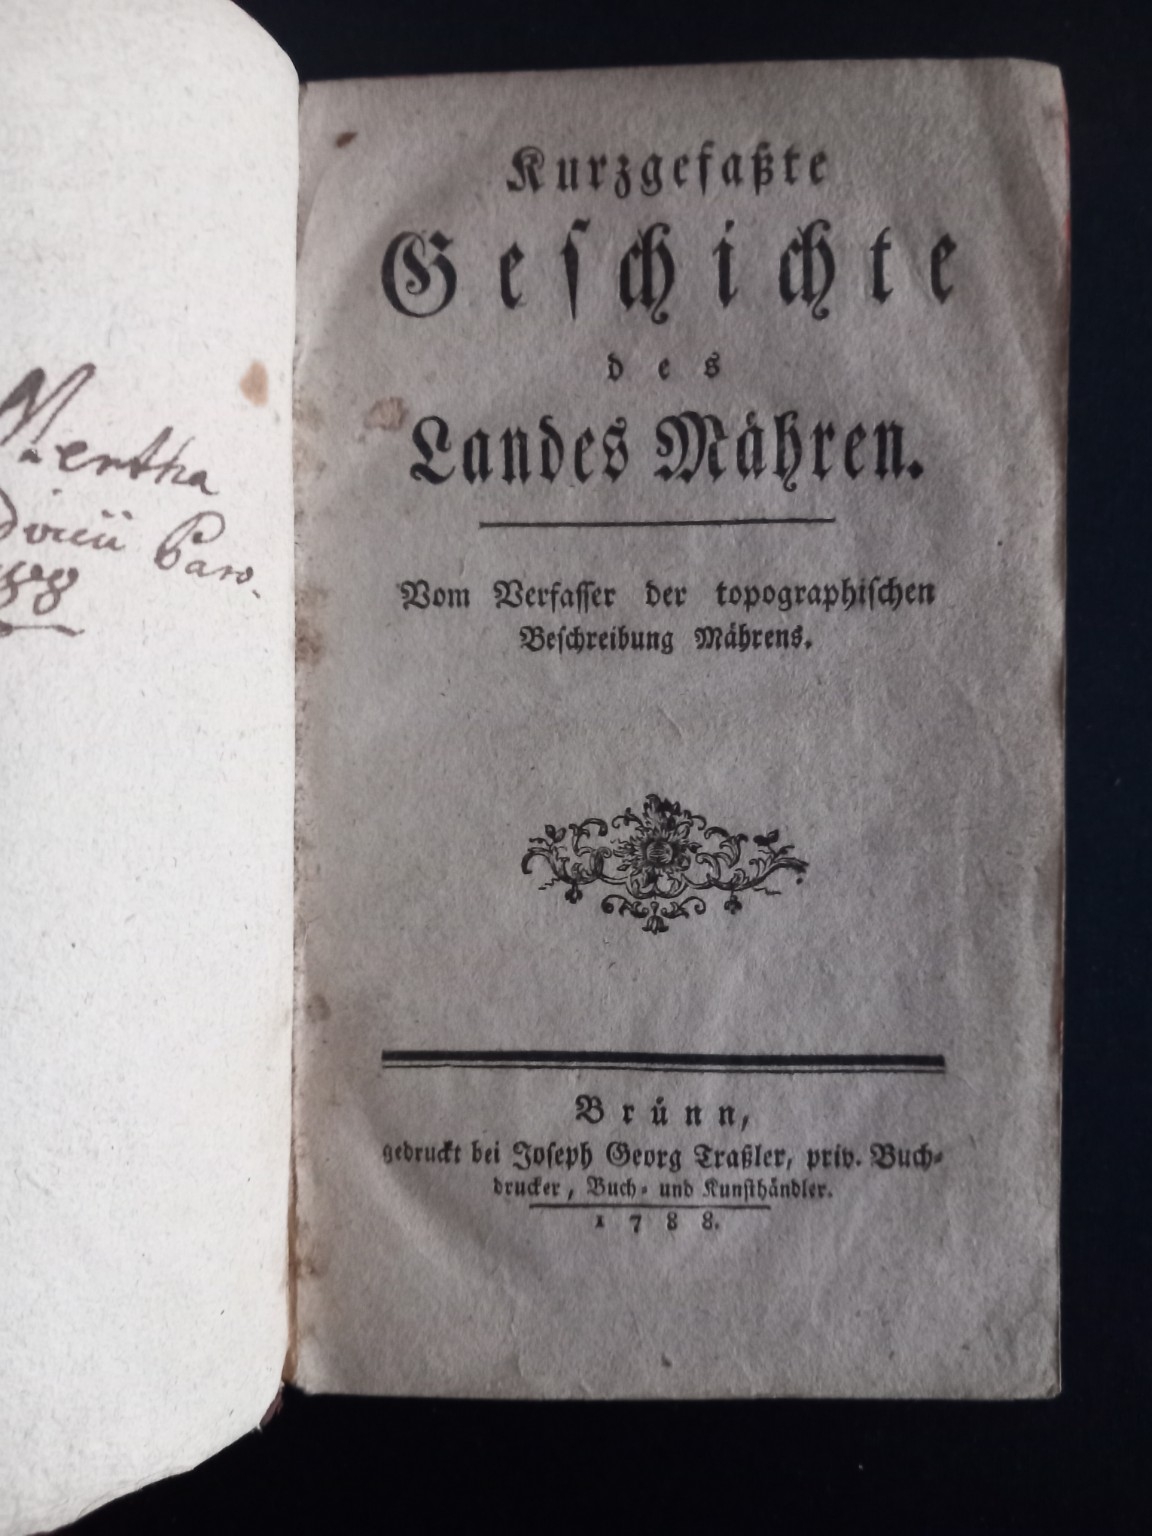 Kurzgefaßte
Geſchichte
des
Landes Mähren.
Vom Verfaſſer der topographiſchen
Beſchreibung Mährens.
Brünn,
gedruckt bei Joſeph Georg Traßler, priv. Buch-
drucker, Buch- und Kunſthändler.
1788.